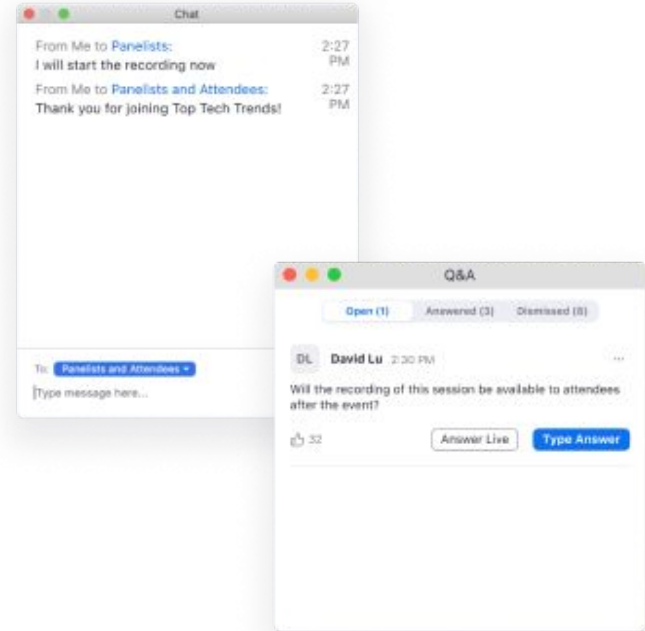 Chat
From Me to Panelists: 2:27
I will start the recording now PM
From Me to Panelists and Attendees: 2:27
Thank you for joining Top Tech Trends! PM
To: Panelists and Attendees
Type message here...
Q&A
Open (1) Answered (3) Dismissed (8)
DL David Lu 2:30 PM ...
Will the recording of this session be available to attendees
after the event?
32 Answer Live Type Answer